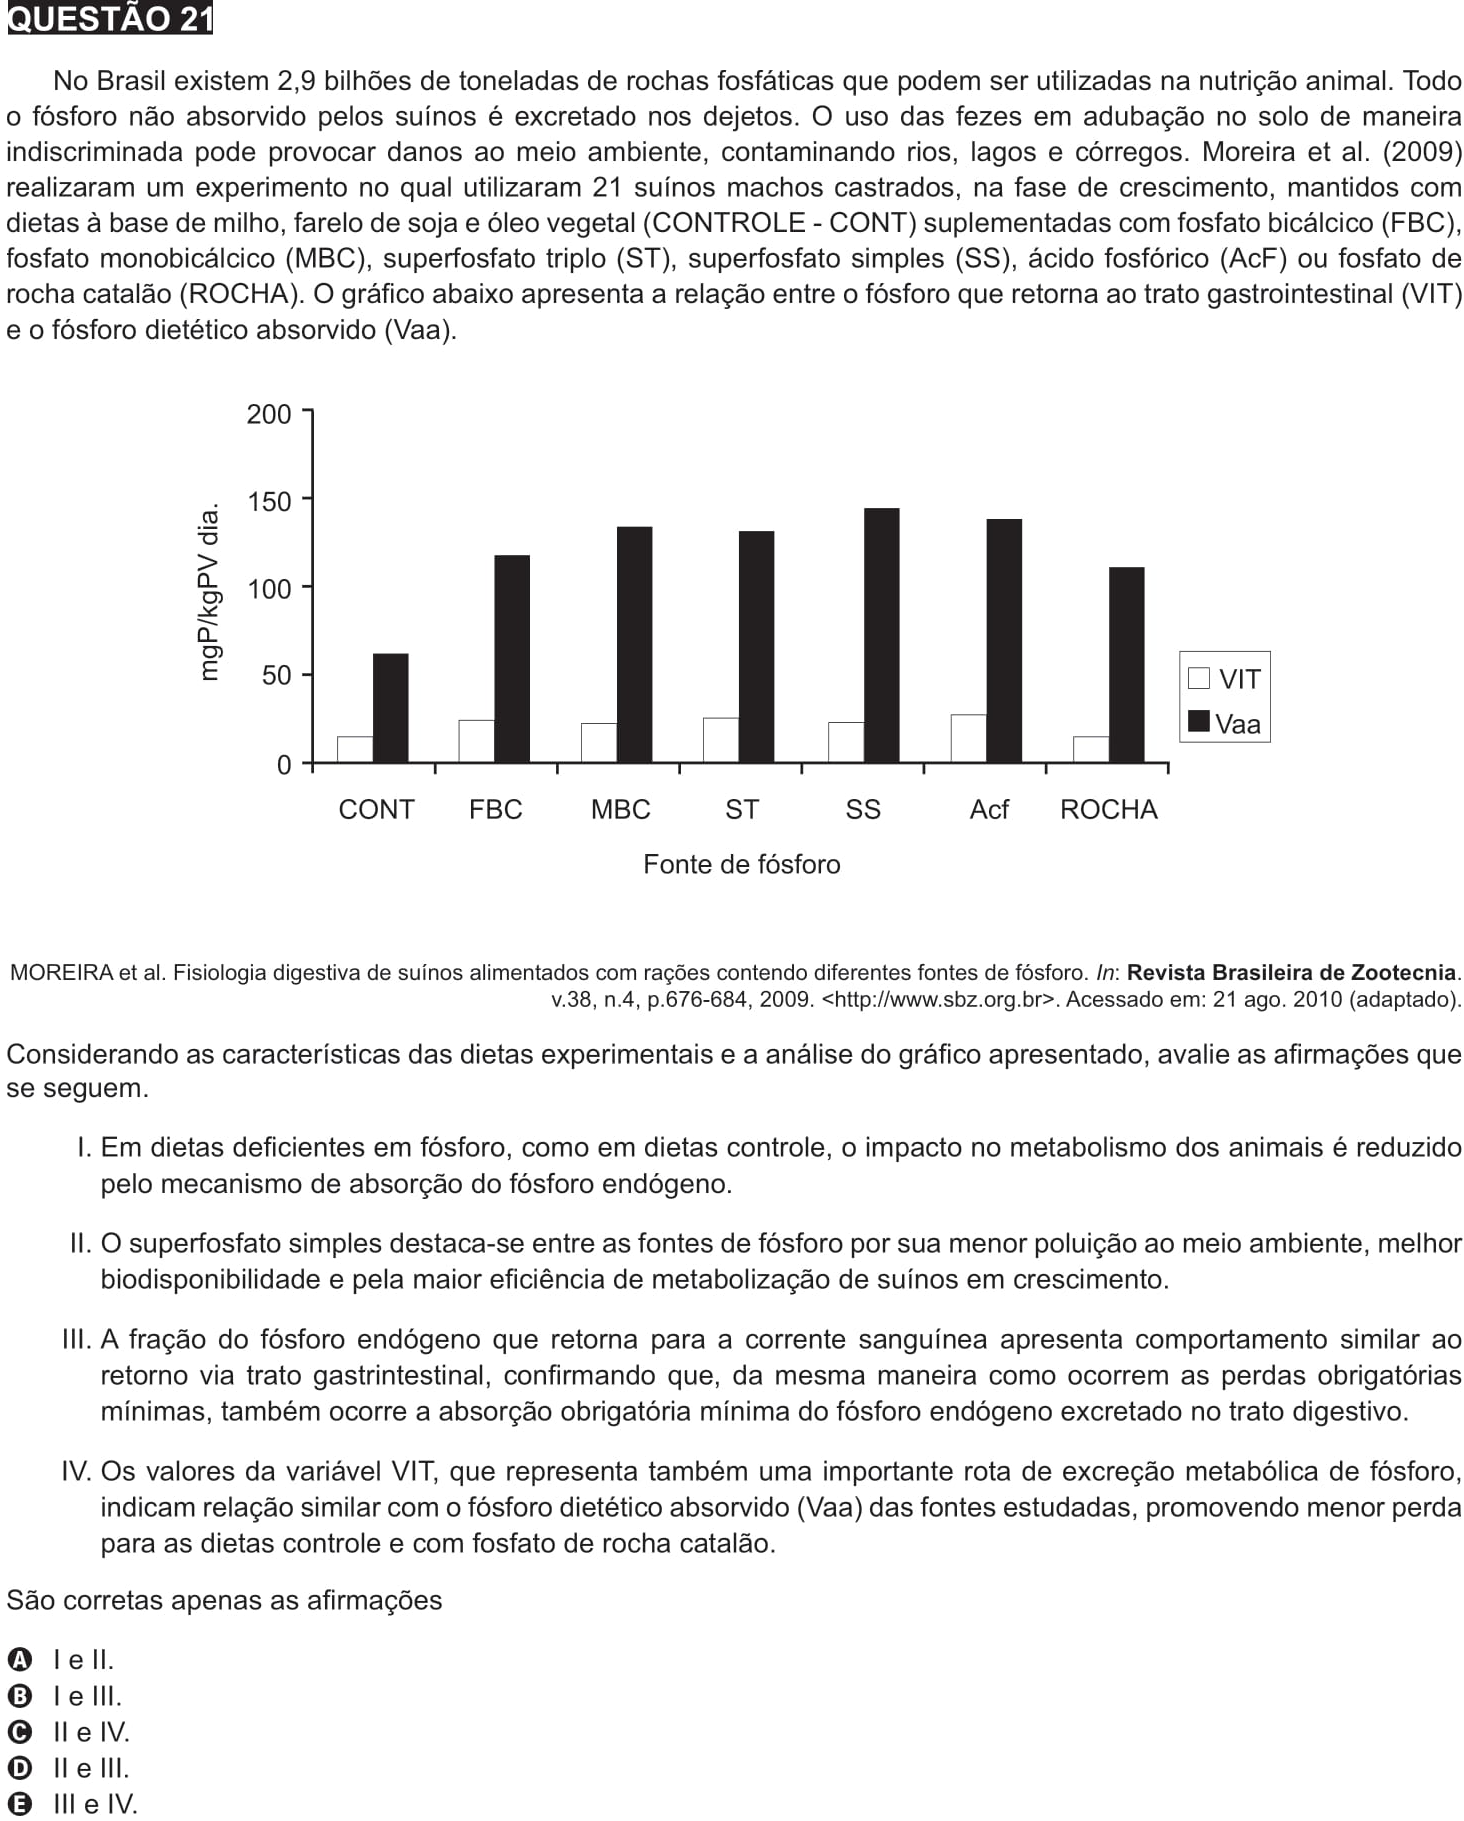 QUESTÃO 21
No Brasil existem 2,9 bilhões de toneladas de rochas fosfáticas que podem ser utilizadas na nutrição animal. Todo
o fósforo não absorvido pelos suínos é excretado nos dejetos. O uso das fezes em adubação no solo de maneira
indiscriminada pode provocar danos ao meio ambiente, contaminando rios, lagos e córregos. Moreira et al. (2009)
realizaram um experimento no qual utilizaram 21 suínos machos castrados, na fase de crescimento, mantidos com
dietas à base de milho, farelo de soja e óleo vegetal (CONTROLE - CONT) suplementadas com fosfato bicálcico (FBC),
fosfato monobicálcico (MBC), superfosfato triplo (ST), superfosfato simples (SS), ácido fosfórico (AcF) ou fosfato de
rocha catalão (ROCHA). O gráfico abaixo apresenta a relação entre o fósforo que retorna ao trato gastrointestinal (VIT)
e o fósforo dietético absorvido (Vaa).
200
150
100
50
0
mgP/kgPV dia.
VIT
Vaa
CONT FBC MBC ST SS Acf ROCHA
Fonte de fósforo
MOREIRA et al. Fisiologia digestiva de suínos alimentados com rações contendo diferentes fontes de fósforo. In: Revista Brasileira de Zootecnia.
v.38, n.4, p.676-684, 2009. <http://www.sbz.org.br>. Acessado em: 21 ago. 2010 (adaptado).
Considerando as características das dietas experimentais e a análise do gráfico apresentado, avalie as afirmações que
se seguem.
I. Em dietas deficientes em fósforo, como em dietas controle, o impacto no metabolismo dos animais é reduzido
pelo mecanismo de absorção do fósforo endógeno.
II. O superfosfato simples destaca-se entre as fontes de fósforo por sua menor poluição ao meio ambiente, melhor
biodisponibilidade e pela maior eficiência de metabolização de suínos em crescimento.
III. A fração do fósforo endógeno que retorna para a corrente sanguínea apresenta comportamento similar ao
retorno via trato gastrintestinal, confirmando que, da mesma maneira como ocorrem as perdas obrigatórias
mínimas, também ocorre a absorção obrigatória mínima do fósforo endógeno excretado no trato digestivo.
IV. Os valores da variável VIT, que representa também uma importante rota de excreção metabólica de fósforo,
indicam relação similar com o fósforo dietético absorvido (Vaa) das fontes estudadas, promovendo menor perda
para as dietas controle e com fosfato de rocha catalão.
São corretas apenas as afirmações
A I e II.
B I e III.
C II e IV.
D II e III.
E III e IV.